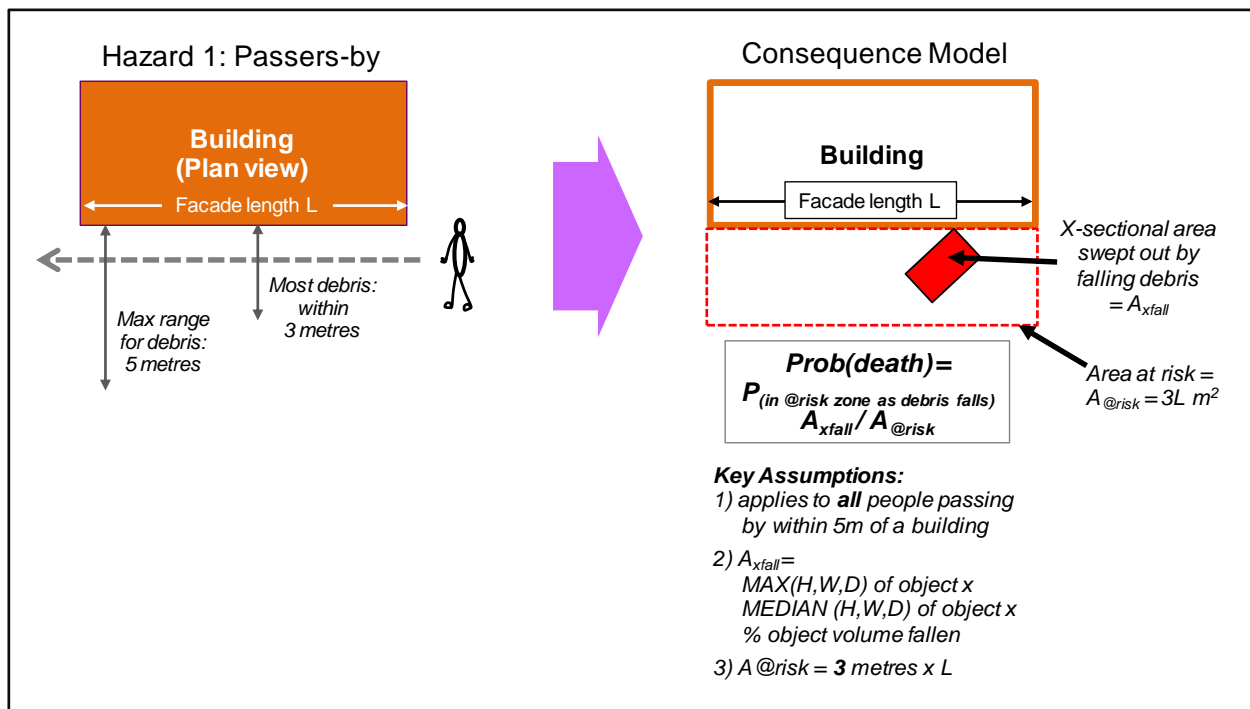 Hazard 1: Passers-by
Building
(Plan view)
Facade length L
Most debris:
within
3 metres
Max range
for debris:
5 metres
Consequence Model
Building
Facade length L
X-sectional area
swept out by
falling debris
= Axfall
Area at risk =
A@risk = 3L m²
Prob(death)=
P(in @risk zone as debris falls)
Axfall / A@risk
Key Assumptions:
1) applies to all people passing
by within 5m of a building
2) Axfall=
MAX(H,W,D) of object x
MEDIAN (H,W,D) of object x
% object volume fallen
3) A@risk = 3 metres x L